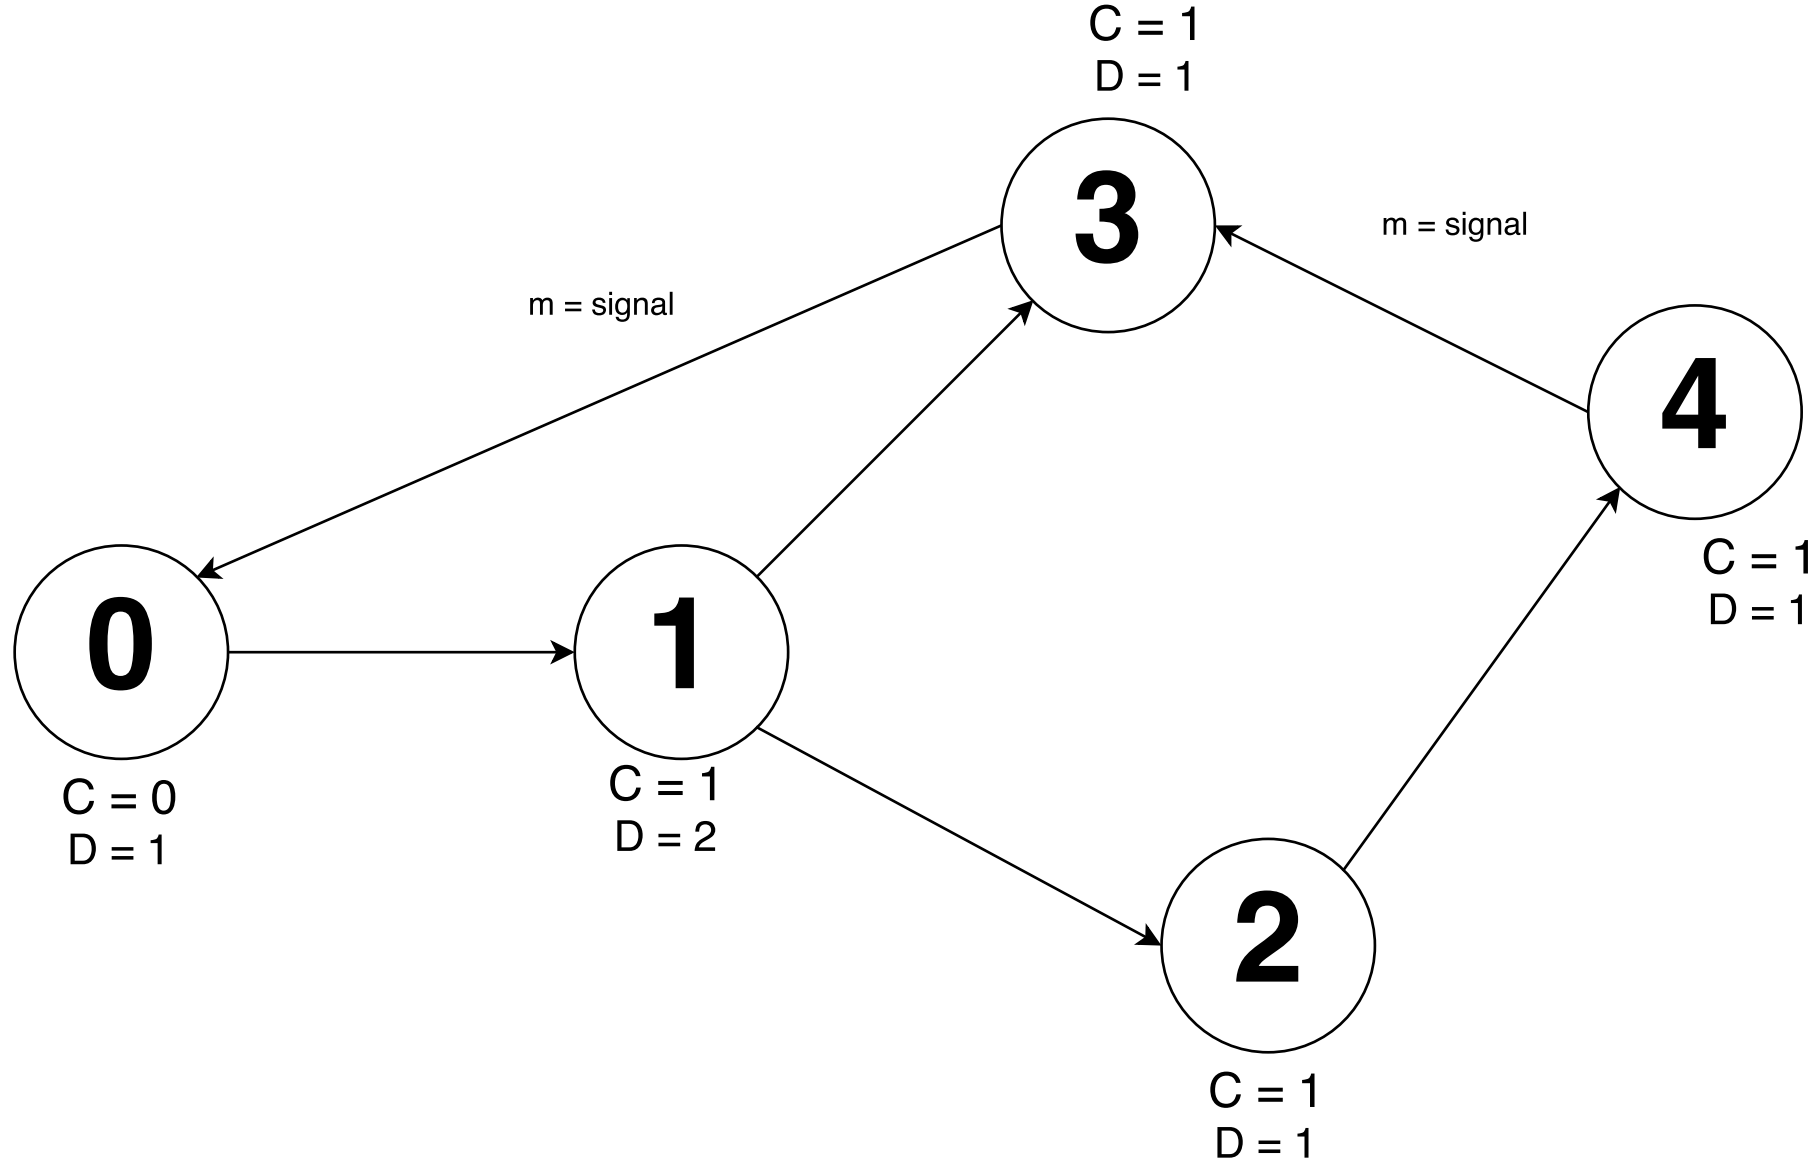 C = 1
D = 1
3
m = signal
m = signal
4
C = 1
D = 1
0
1
C = 0
D = 1
C = 1
D = 2
2
C = 1
D = 1